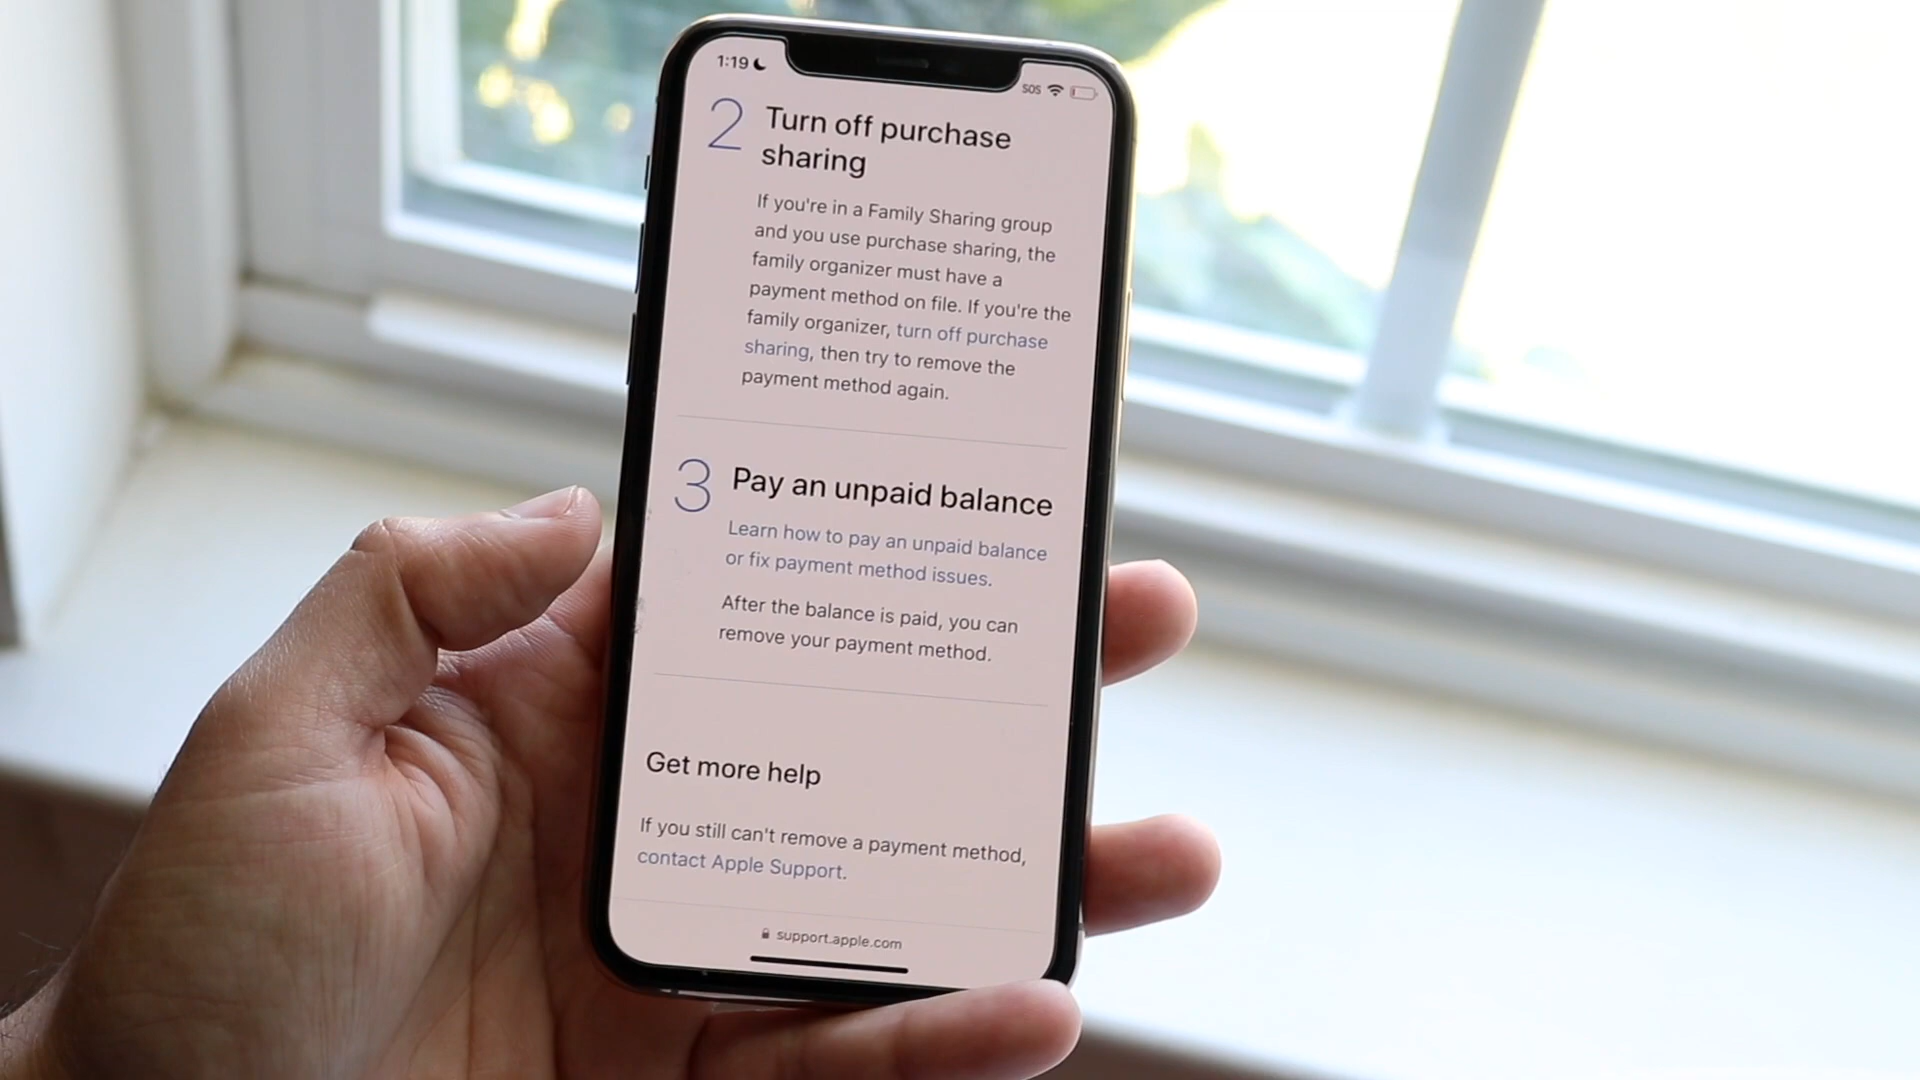 1:19
SOS
2
Turn off purchase
sharing
If you're in a Family Sharing group
and you use purchase sharing, the
family organizer must have a
payment method on file. If you're the
family organizer, turn off purchase
sharing, then try to remove the
payment method again.
3
Pay an unpaid balance
Learn how to pay an unpaid balance
or fix payment method issues.
After the balance is paid, you can
remove your payment method.
Get more help
If you still can't remove a payment method,
contact Apple Support.
support.apple.com